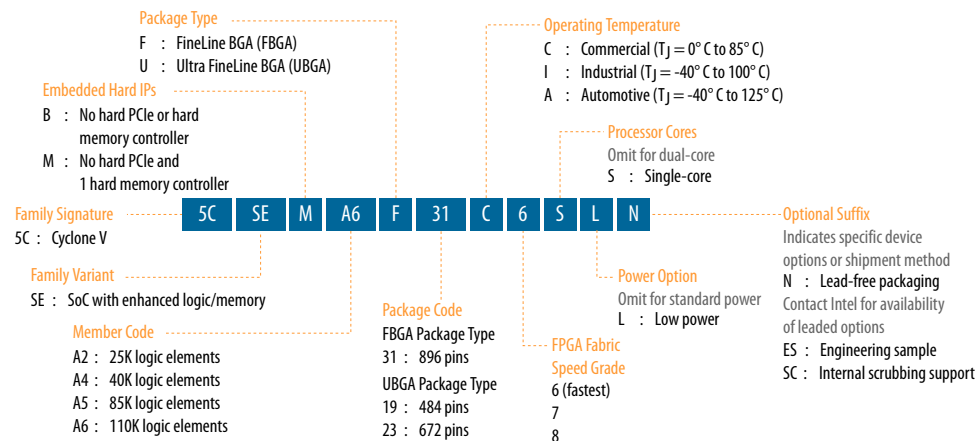 Package Type
F : FineLine BGA (FBGA)
U : Ultra FineLine BGA (UBGA)
Operating Temperature
C : Commercial (TJ = 0° C to 85° C)
I : Industrial (TJ = -40° C to 100° C)
A : Automotive (TJ = -40° C to 125° C)
Embedded Hard IPs
B : No hard PCIe or hard
memory controller
M : No hard PCIe and
1 hard memory controller
Processor Cores
Omit for dual-core
S : Single-core
Family Signature
5C : Cyclone V
5C SE M A6 F 31 C 6 S L N
Optional Suffix
Indicates specific device
options or shipment method
N : Lead-free packaging
Contact Intel for availability
of leaded options
ES : Engineering sample
SC : Internal scrubbing support
Family Variant
SE : SoC with enhanced logic/memory
Power Option
Omit for standard power
L : Low power
Member Code
A2 : 25K logic elements
A4 : 40K logic elements
A5 : 85K logic elements
A6 : 110K logic elements
Package Code
FBGA Package Type
31 : 896 pins
UBGA Package Type
19 : 484 pins
23 : 672 pins
FPGA Fabric
Speed Grade
6 (fastest)
7
8